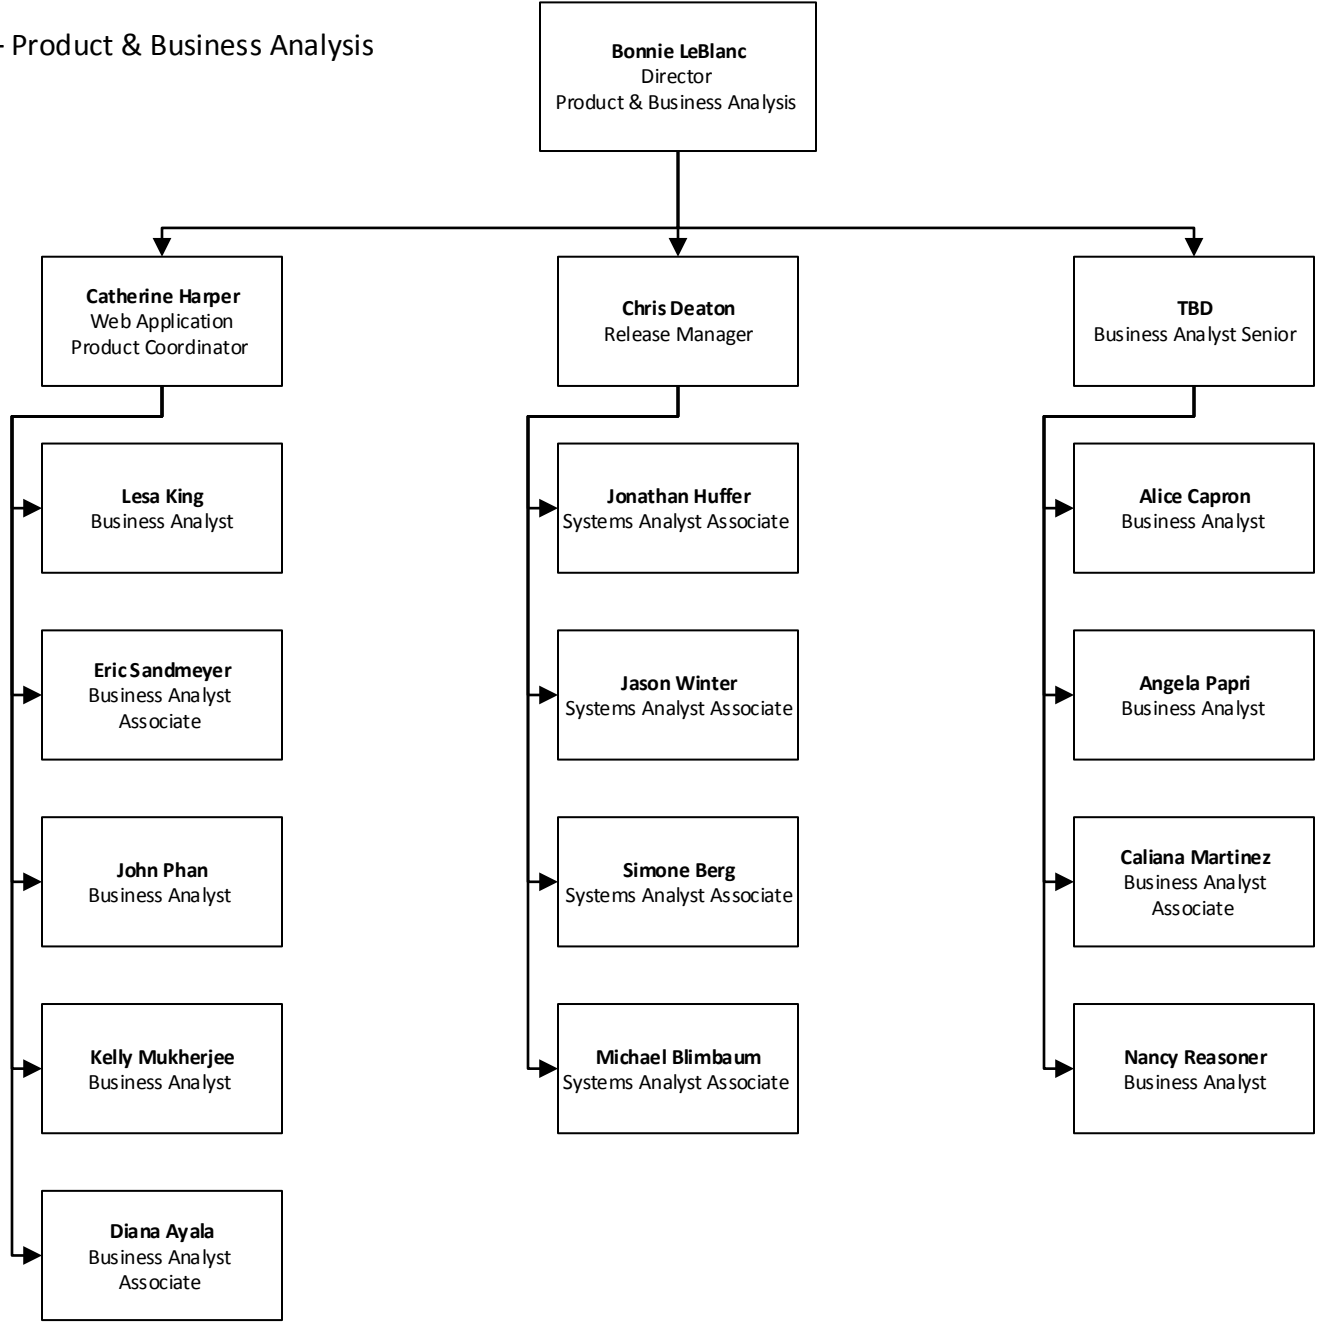 - Product & Business Analysis
Bonnie LeBlanc
Director
Product & Business Analysis
Catherine Harper
Web Application
Product Coordinator
Chris Deaton
Release Manager
TBD
Business Analyst Senior
Lesa King
Business Analyst
Jonathan Huffer
Systems Analyst Associate
Alice Capron
Business Analyst
Eric Sandmeyer
Business Analyst
Associate
Jason Winter
Systems Analyst Associate
Angela Papri
Business Analyst
John Phan
Business Analyst
Simone Berg
Systems Analyst Associate
Caliana Martinez
Business Analyst
Associate
Kelly Mukherjee
Business Analyst
Michael Blimbaum
Systems Analyst Associate
Nancy Reasoner
Business Analyst
Diana Ayala
Business Analyst
Associate